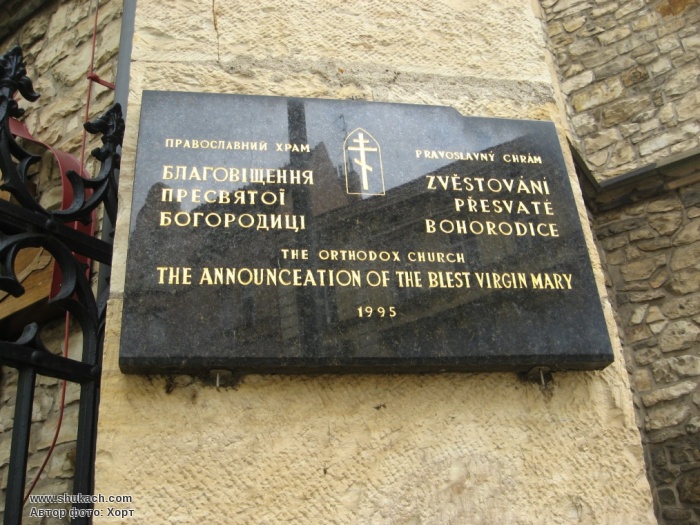 ПРАВОСЛАВНИЙ ХРАМ
БЛАГОВІЩЕННЯ
ПРЕСВЯТОЇ
БОГОРОДИЦІ
PRAVOSLAVNÝ CHRÁM
ZVĚSTOVÁNÍ
PŘESVATÉ
BOHORODICE
THE ORTHODOX CHURCH
THE ANNOUNCEATION OF THE BLEST VIRGIN MARY
1995
www.shukach.com
Автор фото: Хорт